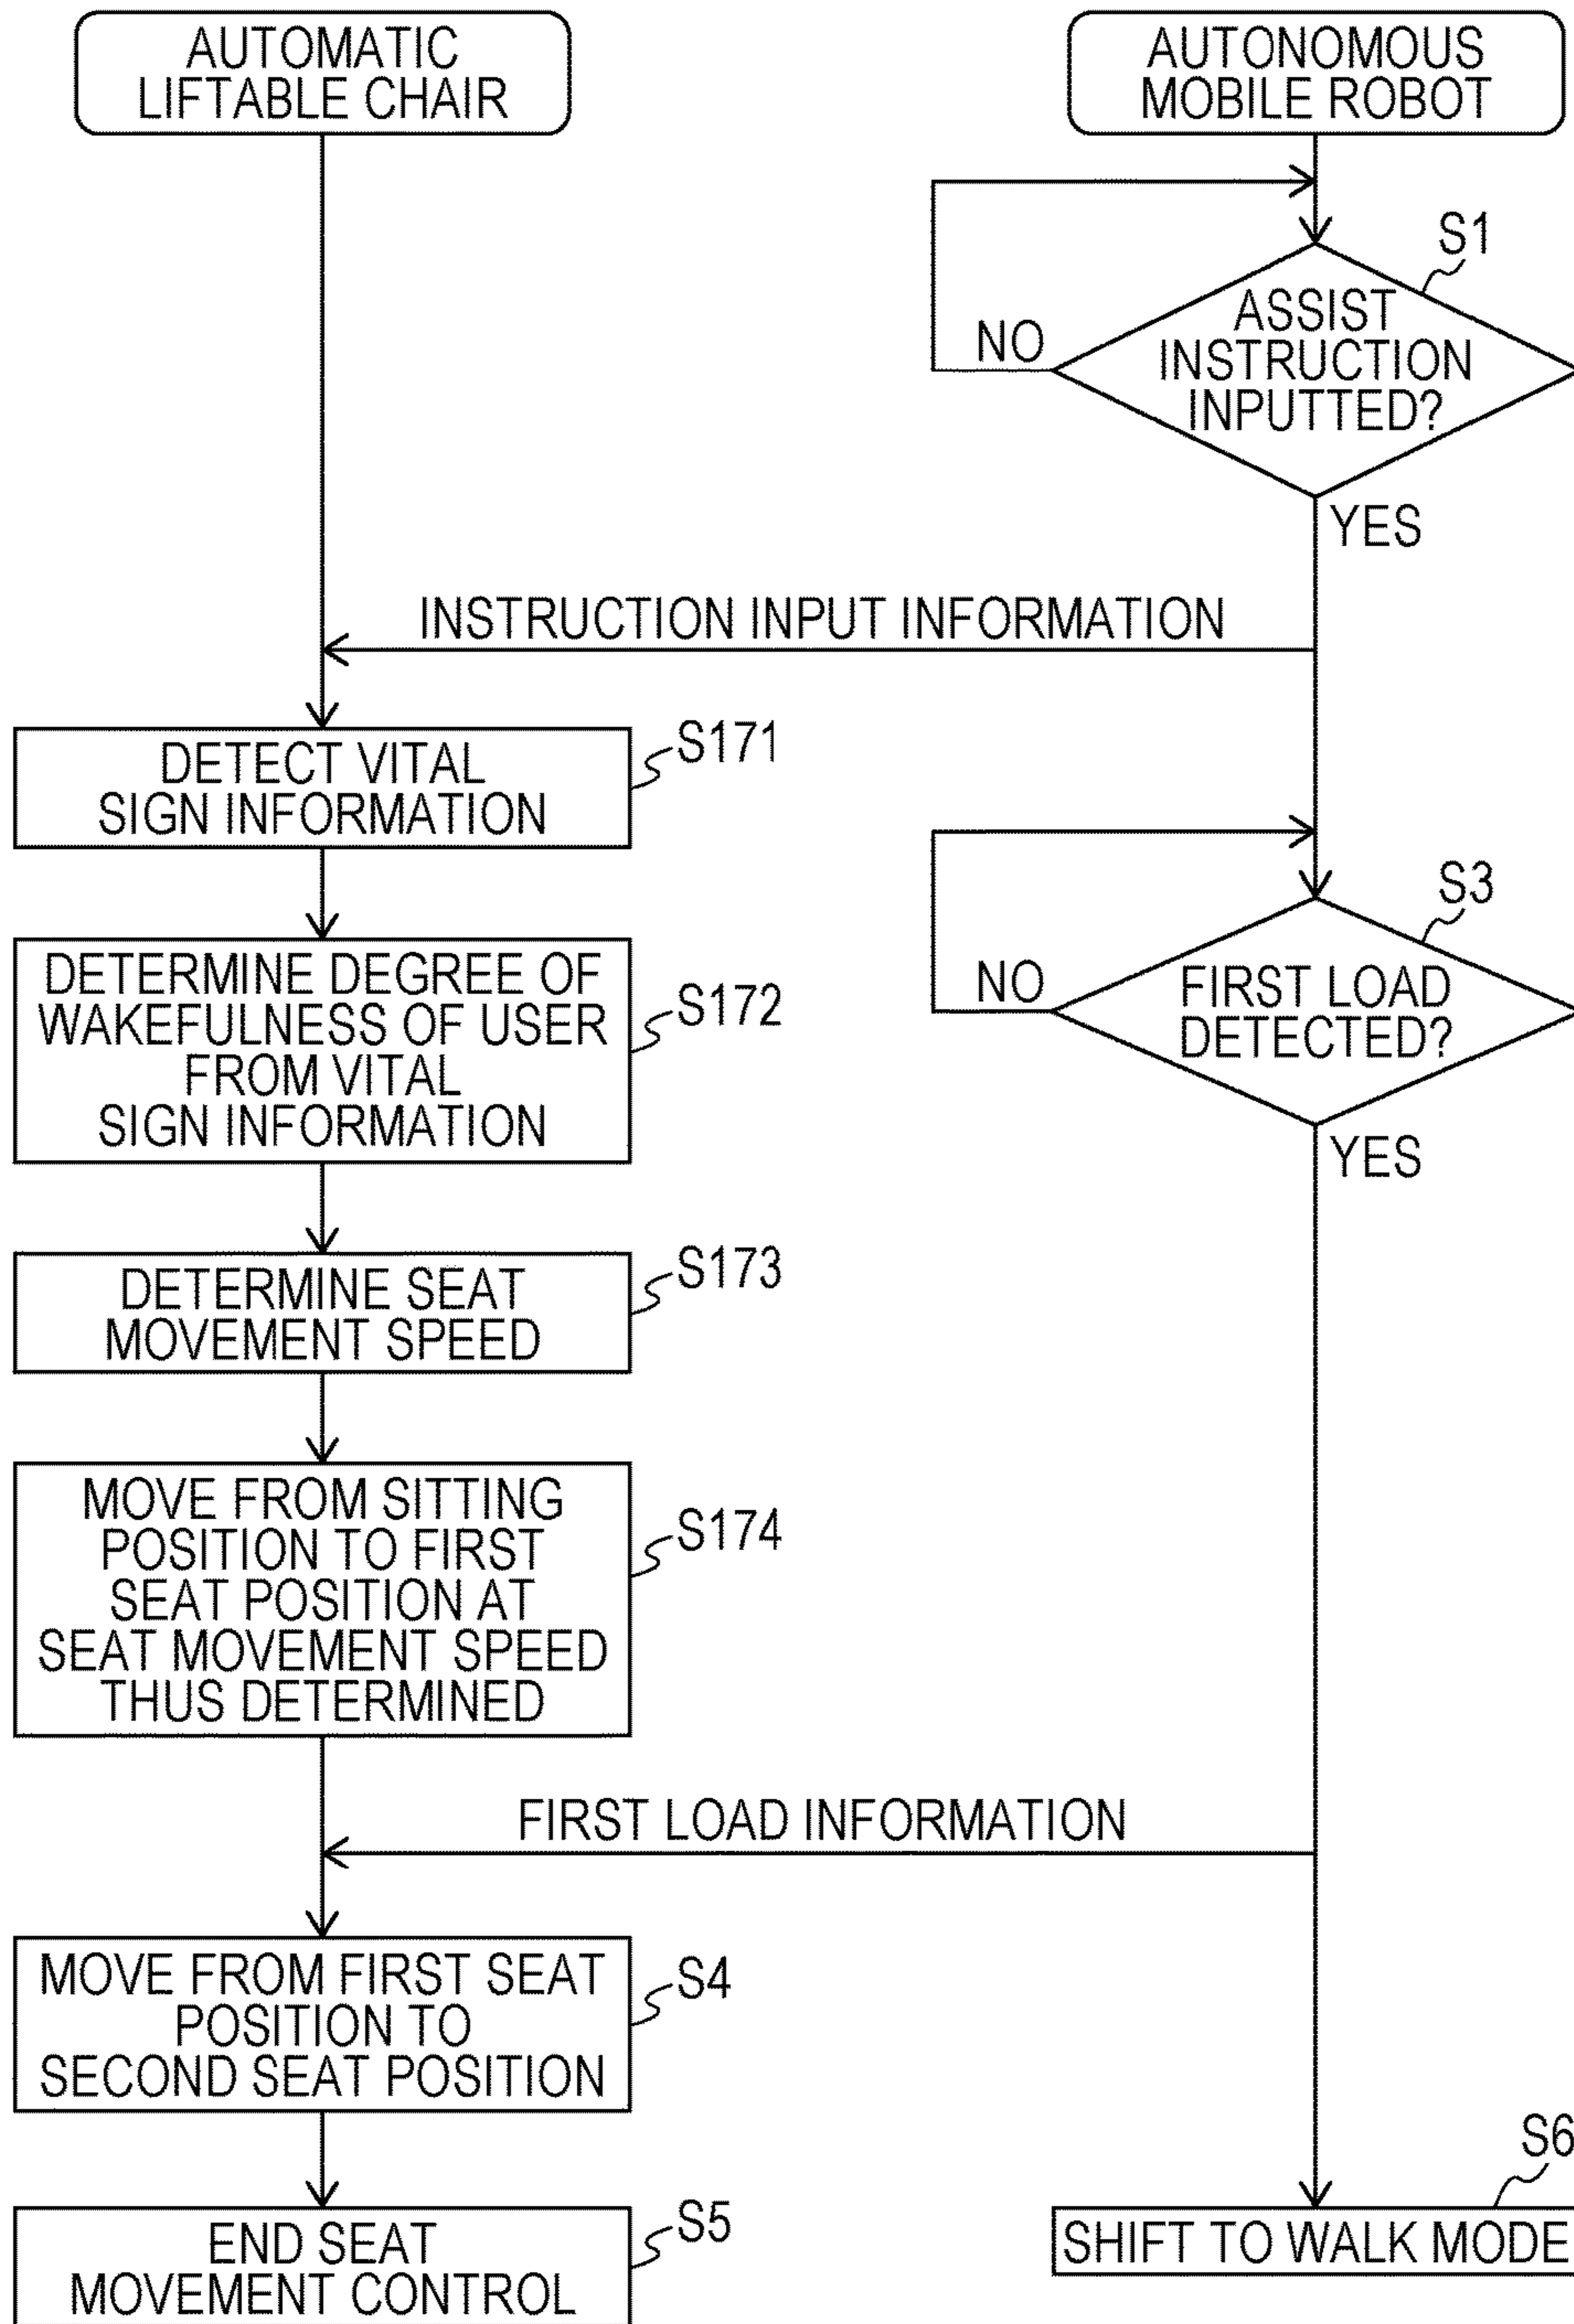 AUTOMATIC
LIFTABLE CHAIR
AUTONOMOUS
MOBILE ROBOT
S1
ASSIST
INSTRUCTION
INPUTTED?
NO
YES
INSTRUCTION INPUT INFORMATION
DETECT VITAL
SIGN INFORMATION
S171
S3
FIRST LOAD
DETECTED?
NO
YES
DETERMINE DEGREE OF
WAKEFULNESS OF USER
FROM VITAL
SIGN INFORMATION
S172
DETERMINE SEAT
MOVEMENT SPEED
S173
MOVE FROM SITTING
POSITION TO FIRST
SEAT POSITION AT
SEAT MOVEMENT SPEED
THUS DETERMINED
S174
FIRST LOAD INFORMATION
MOVE FROM FIRST SEAT
POSITION TO
SECOND SEAT POSITION
S4
END SEAT
MOVEMENT CONTROL
S5
S6
SHIFT TO WALK MODE